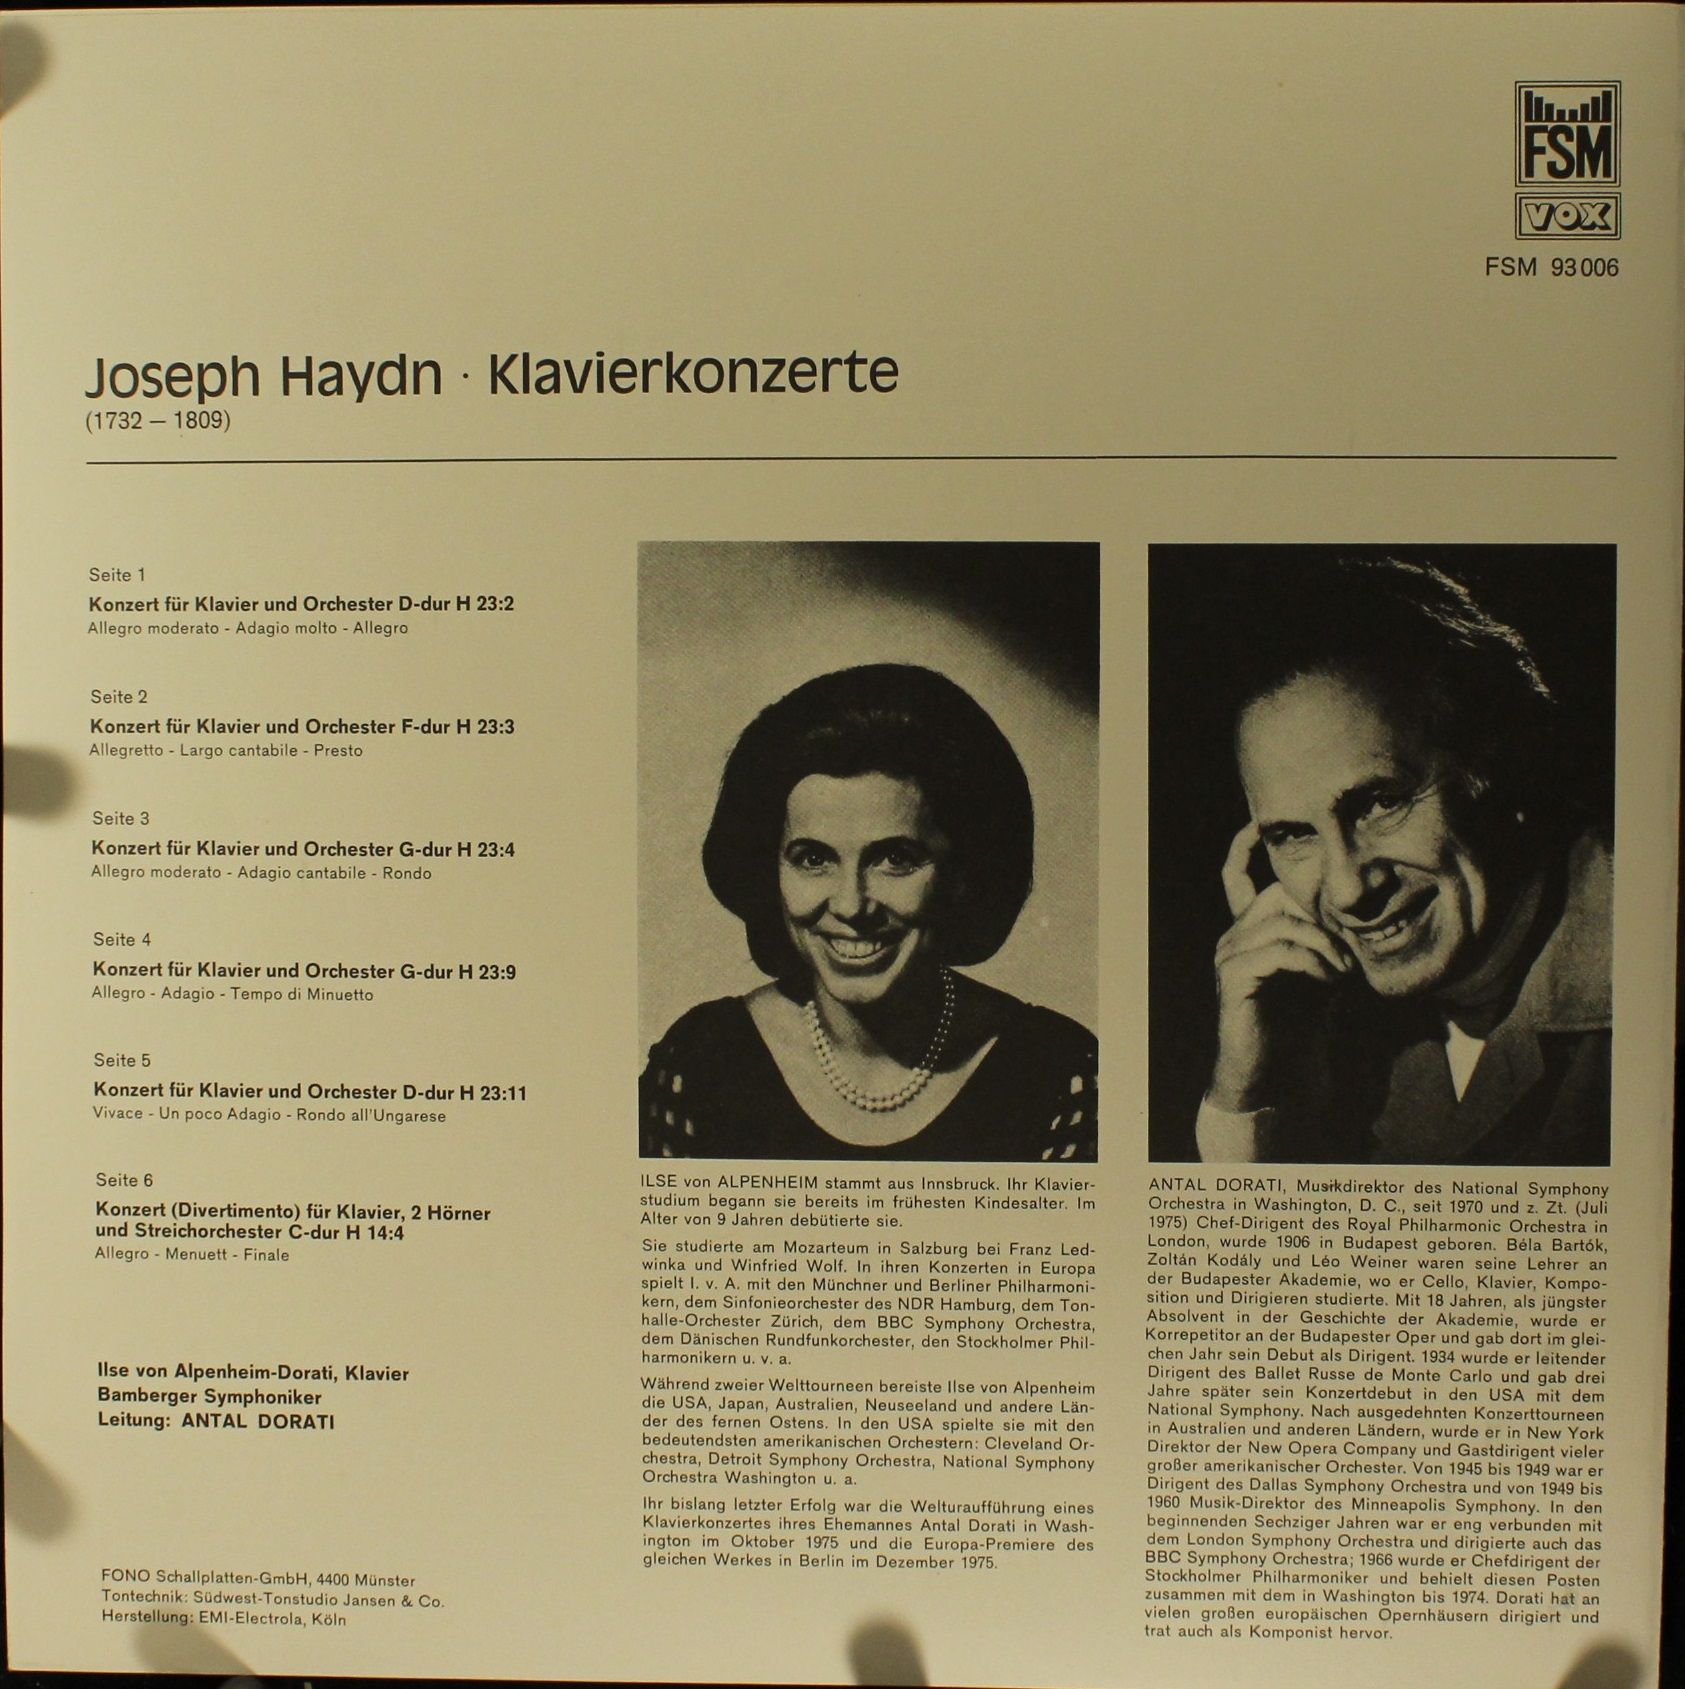 FSM
VOX
FSM 93006
Joseph Haydn · Klavierkonzerte
(1732 – 1809)
Seite 1
Konzert für Klavier und Orchester D-dur H 23:2
Allegro moderato - Adagio molto - Allegro
Seite 2
Konzert für Klavier und Orchester F-dur H 23:3
Allegretto - Largo cantabile - Presto
Seite 3
Konzert für Klavier und Orchester G-dur H 23:4
Allegro moderato - Adagio cantabile - Rondo
Seite 4
Konzert für Klavier und Orchester G-dur H 23:9
Allegro - Adagio - Tempo di Minuetto
Seite 5
Konzert für Klavier und Orchester D-dur H 23:11
Vivace - Un poco Adagio - Rondo all'Ungarese
Seite 6
Konzert (Divertimento) für Klavier, 2 Hörner
und Streichorchester C-dur H 14:4
Allegro - Menuett - Finale
Ilse von Alpenheim-Dorati, Klavier
Bamberger Symphoniker
Leitung: ANTAL DORATI
FONO Schallplatten-GmbH, 4400 Münster
Tontechnik: Südwest-Tonstudio Jansen & Co.
Herstellung: EMI-Electrola, Köln
ILSE von ALPENHEIM stammt aus Innsbruck. Ihr Klavier-
studium begann sie bereits im frühesten Kindesalter. Im
Alter von 9 Jahren debütierte sie.
Sie studierte am Mozarteum in Salzburg bei Franz Led-
winka und Winfried Wolf. In ihren Konzerten in Europa
spielt I. v. A. mit den Münchner und Berliner Philharmoni-
kern, dem Sinfonieorchester des NDR Hamburg, dem Ton-
halle-Orchester Zürich, dem BBC Symphony Orchestra,
dem Dänischen Rundfunkorchester, den Stockholmer Phil-
harmonikern u. v. a.
Während zweier Welttourneen bereiste Ilse von Alpenheim
die USA, Japan, Australien, Neuseeland und andere Län-
der des fernen Ostens. In den USA spielte sie mit den
bedeutendsten amerikanischen Orchestern: Cleveland Or-
chestra, Detroit Symphony Orchestra, National Symphony
Orchestra Washington u. a.
Ihr bislang letzter Erfolg war die Welturaufführung eines
Klavierkonzertes ihres Ehemannes Antal Dorati in Wash-
ington im Oktober 1975 und die Europa-Premiere des
gleichen Werkes in Berlin im Dezember 1975.
ANTAL DORATI, Musikdirektor des National Symphony
Orchestra in Washington, D. C., seit 1970 und z. Zt. (Juli
1975) Chef-Dirigent des Royal Philharmonic Orchestra in
London, wurde 1906 in Budapest geboren. Béla Bartók,
Zoltán Kodály und Léo Weiner waren seine Lehrer an
der Budapester Akademie, wo er Cello, Klavier, Kompo-
sition und Dirigieren studierte. Mit 18 Jahren, als jüngster
Absolvent in der Geschichte der Akademie, wurde er
Korrepetitor an der Budapester Oper und gab dort im glei-
chen Jahr sein Debut als Dirigent. 1934 wurde er leitender
Dirigent des Ballet Russe de Monte Carlo und gab drei
Jahre später sein Konzertdebut in den USA mit dem
National Symphony. Nach ausgedehnten Konzerttourneen
in Australien und anderen Ländern, wurde er in New York
Direktor der New Opera Company und Gastdirigent vieler
großer amerikanischer Orchester. Von 1945 bis 1949 war er
Dirigent des Dallas Symphony Orchestra und von 1949 bis
1960 Musik-Direktor des Minneapolis Symphony. In den
beginnenden Sechziger Jahren war er eng verbunden mit
dem London Symphony Orchestra und dirigierte auch das
BBC Symphony Orchestra; 1966 wurde er Chefdirigent der
Stockholmer Philharmoniker und behielt diesen Posten
zusammen mit dem in Washington bis 1974. Dorati hat an
vielen großen europäischen Opernhäusern dirigiert und
trat auch als Komponist hervor.